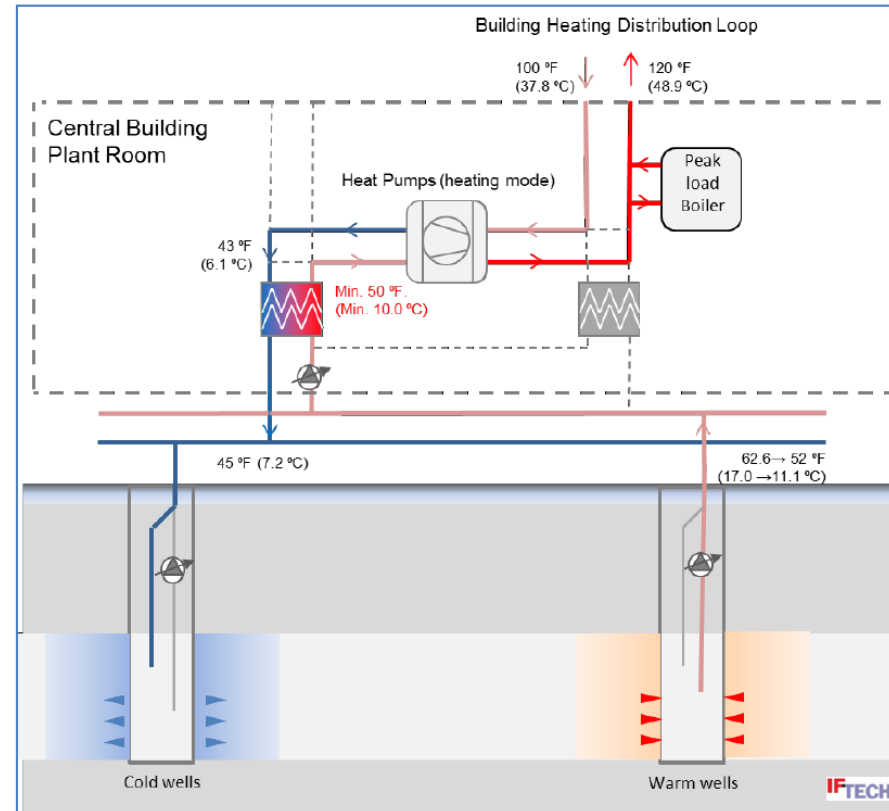 Building Heating Distribution Loop
100 ºF
(37.8 ºC)
120 ºF
(48.9 ºC)
Central Building
Plant Room
Peak
load
Boiler
Heat Pumps (heating mode)
43 ºF
(6.1 ºC)
Min. 50 ºF.
(Min. 10.0 ºC)
45 ºF (7.2 ºC)
62.6→ 52 ºF
(17.0 →11.1 ºC)
Cold wells
Warm wells
IFTECH